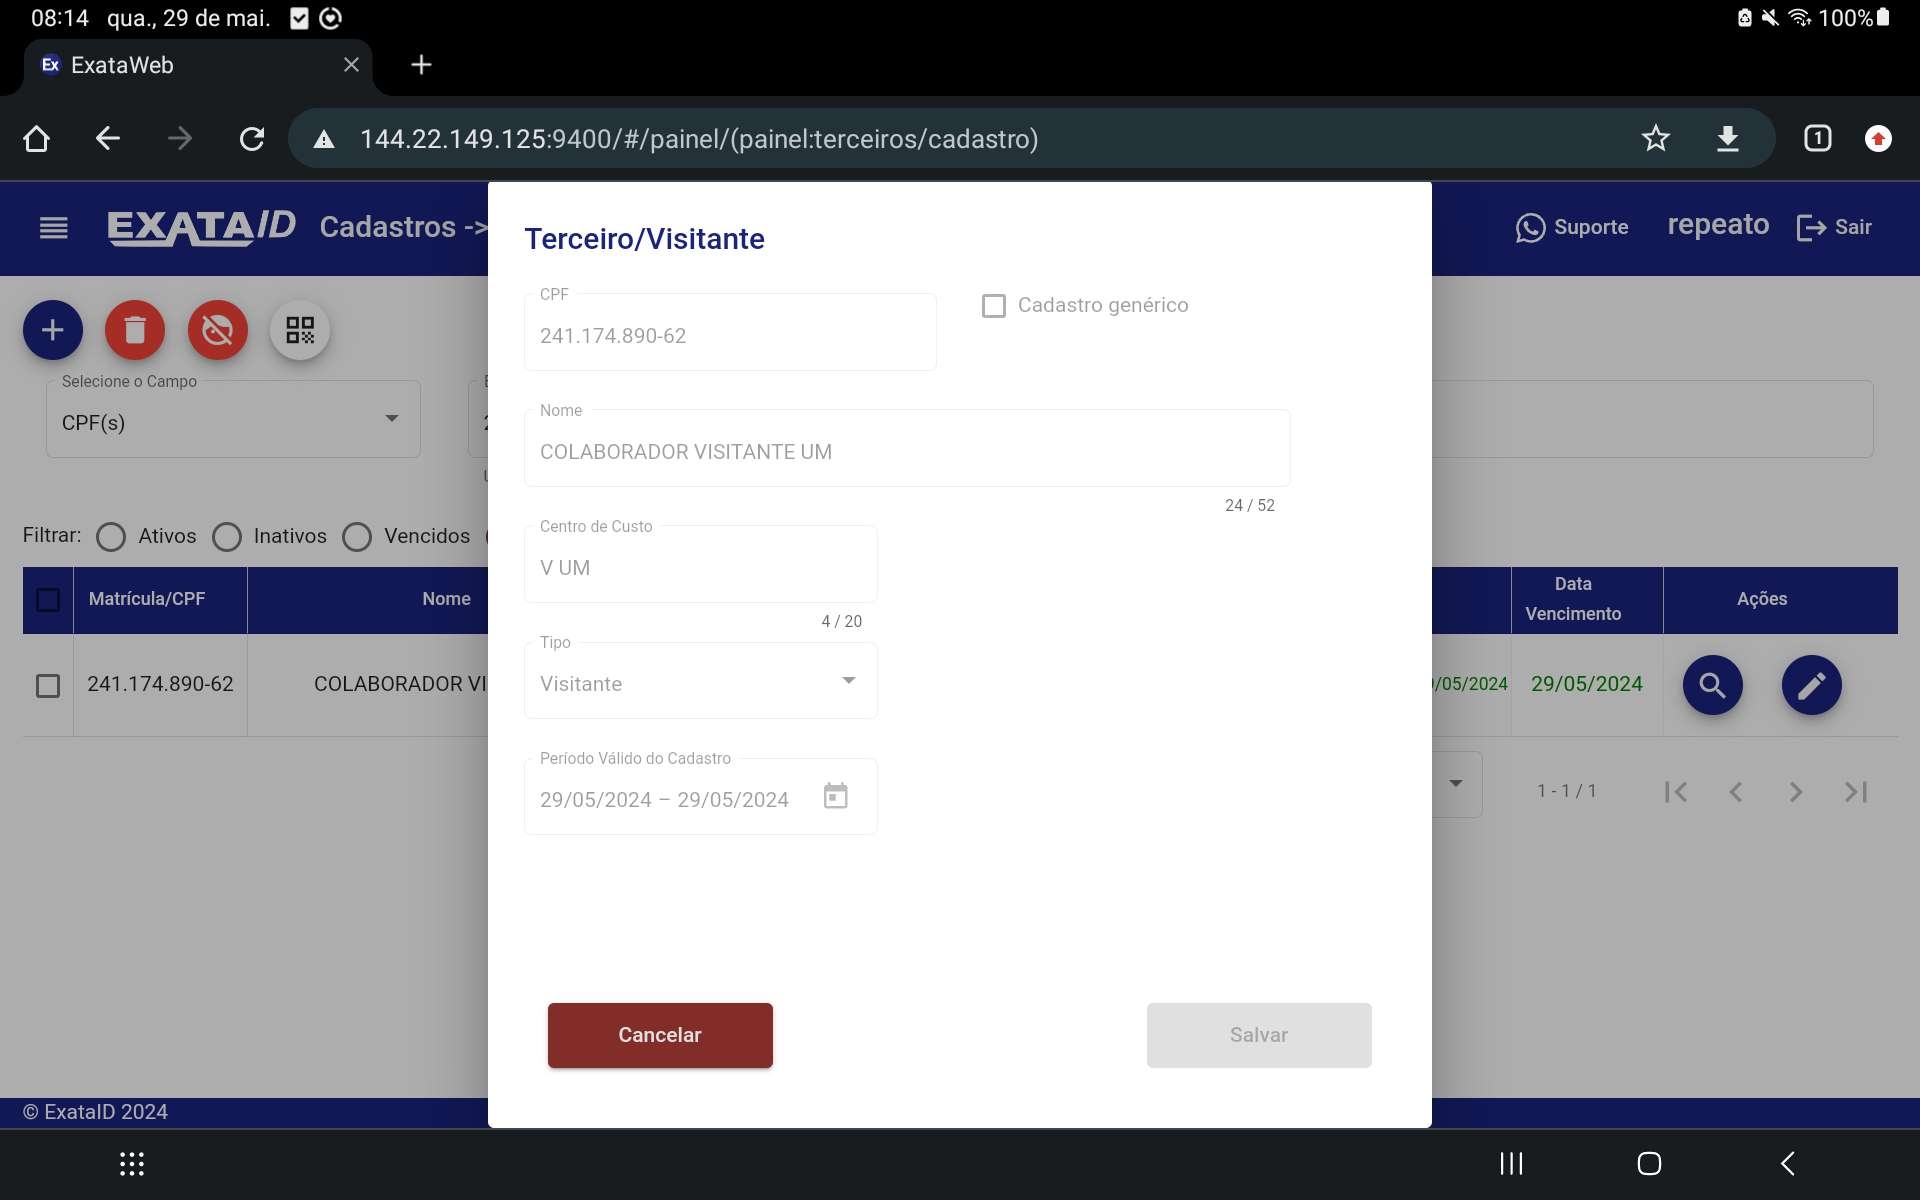 08:14 qua., 29 de mai.
100%
Ex ExataWeb
144.22.149.125:9400/#/painel/(painel:terceiros/cadastro)
1
EXATAID Cadastros ->
Suporte
repeato
Sair
Terceiro/Visitante
CPF
241.174.890-62
Cadastro genérico
Selecione o Campo
CPF(s)
Nome
COLABORADOR VISITANTE UM
24 / 52
Centro de Custo
V UM
4 / 20
Filtrar: Ativos Inativos Vencidos
Matrícula/CPF
Nome
Data
Vencimento
Ações
Tipo
Visitante
241.174.890-62
COLABORADOR VI
/05/2024
29/05/2024
Período Válido do Cadastro
29/05/2024 – 29/05/2024
1 - 1 / 1
Cancelar
Salvar
© ExataID 2024